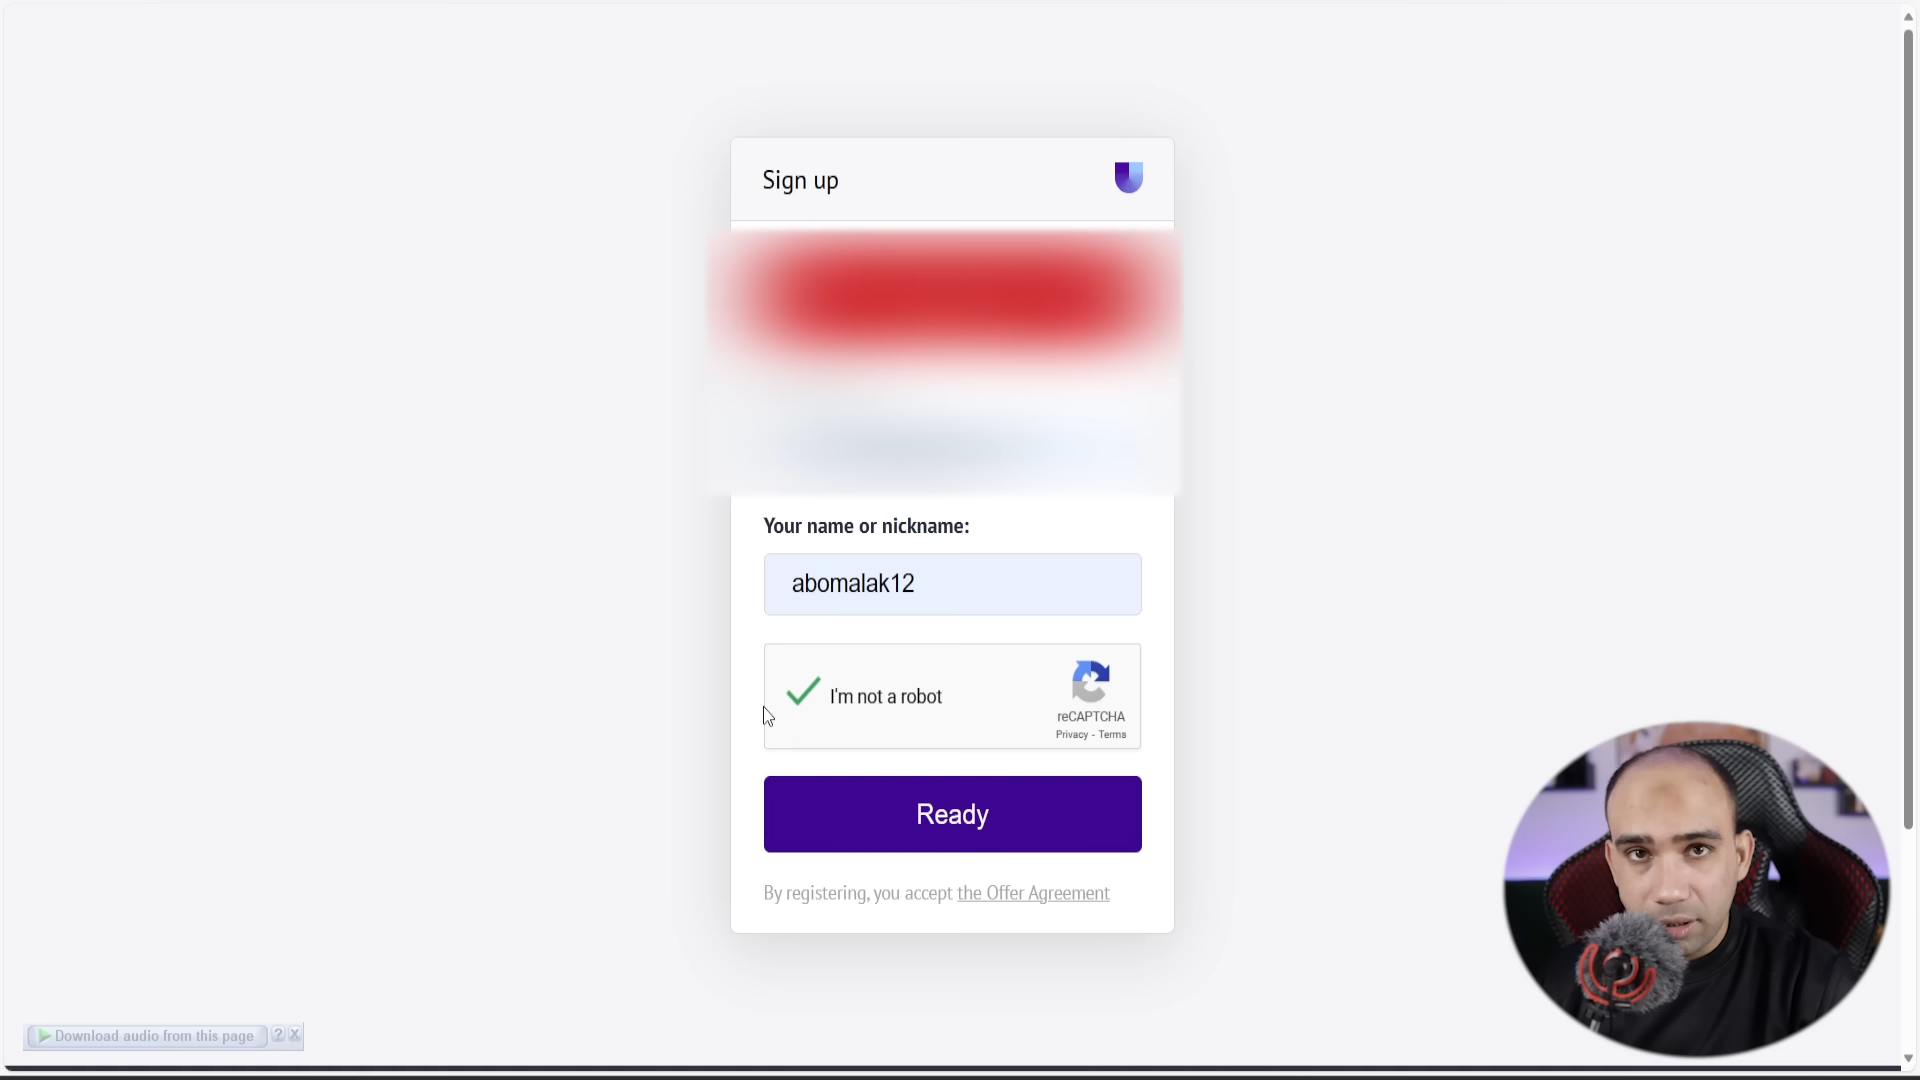 Sign up
Your name or nickname:
abomalak12
I'm not a robot
reCAPTCHA
Privacy - Terms
Ready
By registering, you accept the Offer Agreement
Download audio from this page ? X